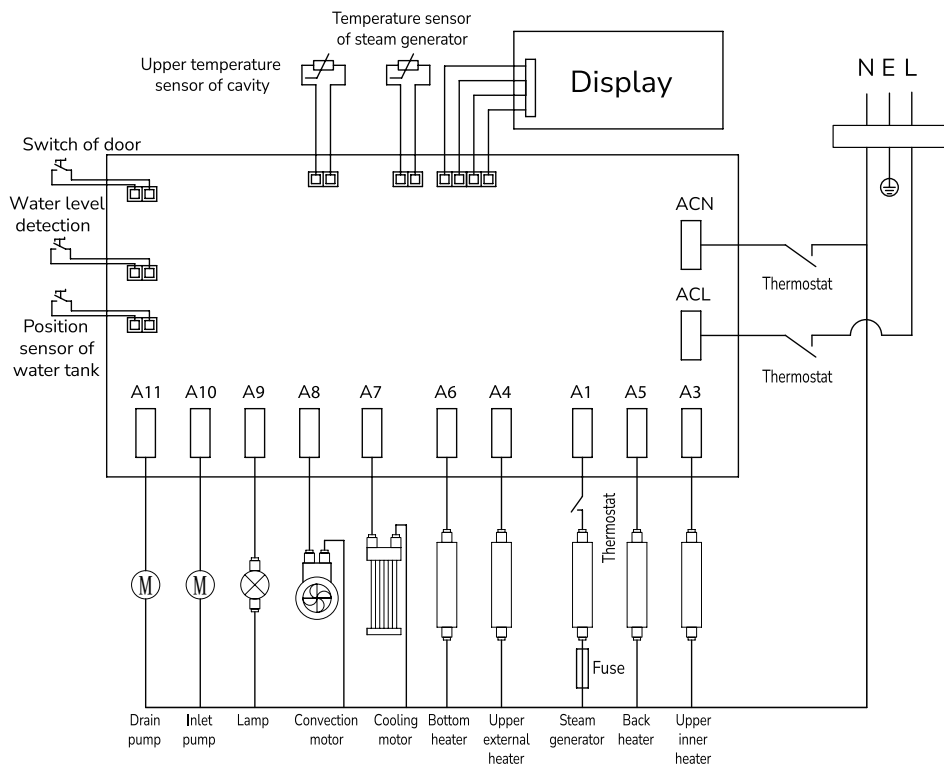 Temperature sensor
of steam generator
Upper temperature
sensor of cavity
Display
N E L
Switch of door
Water level
detection
Position
sensor of
water tank
ACN
Thermostat
ACL
Thermostat
A11 A10 A9 A8 A7 A6 A4 A1 A5 A3
Thermostat
M M
Fuse
Drain
pump
Inlet
pump
Lamp
Convection
motor
Cooling
motor
Bottom
heater
Upper
external
heater
Steam
generator
Back
heater
Upper
inner
heater